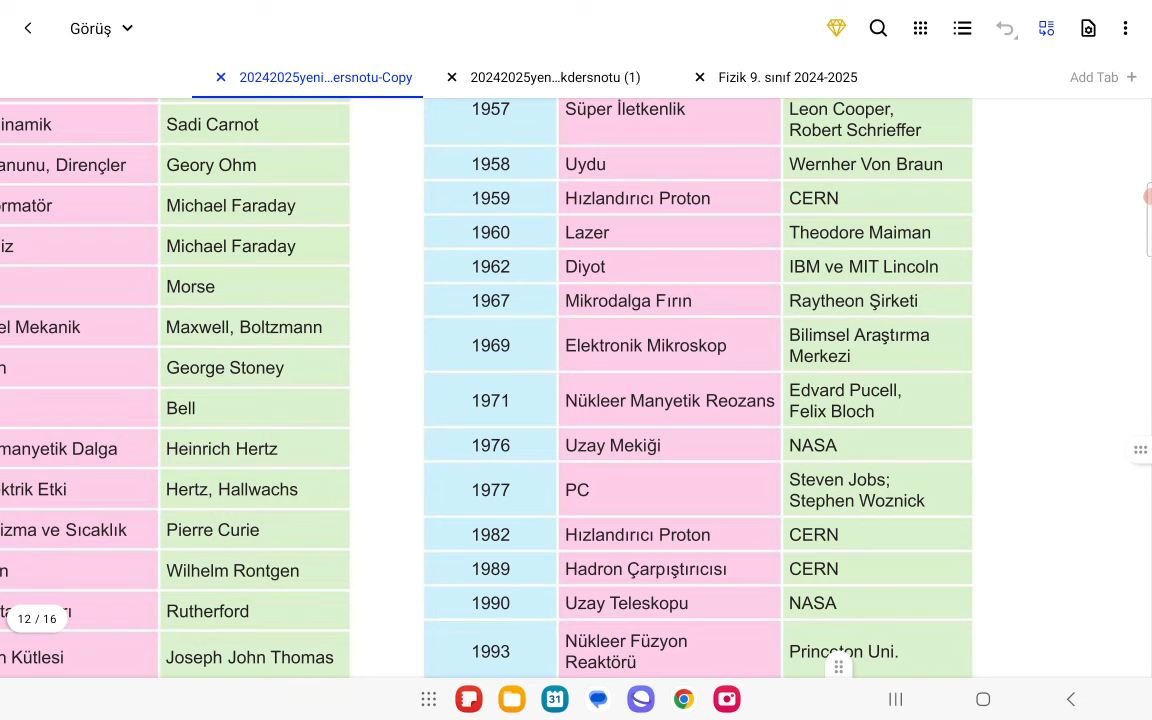 Görüş
20242025yeni...ersnotu-Copy
20242025yen...kdersnotu (1)
Fizik 9. sınıf 2024-2025
Add Tab +
inamik Sadi Carnot
anunu, Dirençler Geory Ohm
ormatör Michael Faraday
iz Michael Faraday
Morse
el Mekanik Maxwell, Boltzmann
n George Stoney
Bell
manyetik Dalga Heinrich Hertz
ktrik Etki Hertz, Hallwachs
izma ve Sıcaklık Pierre Curie
n Wilhelm Rontgen
Rutherford
n Kütlesi Joseph John Thomas
1957 Süper İletkenlik Leon Cooper,
Robert Schrieffer
1958 Uydu Wernher Von Braun
1959 Hızlandırıcı Proton CERN
1960 Lazer Theodore Maiman
1962 Diyot IBM ve MIT Lincoln
1967 Mikrodalga Fırın Raytheon Şirketi
1969 Elektronik Mikroskop Bilimsel Araştırma
Merkezi
1971 Nükleer Manyetik Reozans Edvard Pucell,
Felix Bloch
1976 Uzay Mekiği NASA
1977 PC Steven Jobs;
Stephen Woznick
1982 Hızlandırıcı Proton CERN
1989 Hadron Çarpıştırıcısı CERN
1990 Uzay Teleskopu NASA
1993 Nükleer Füzyon
Reaktörü Princeton Uni.
12 / 16
31